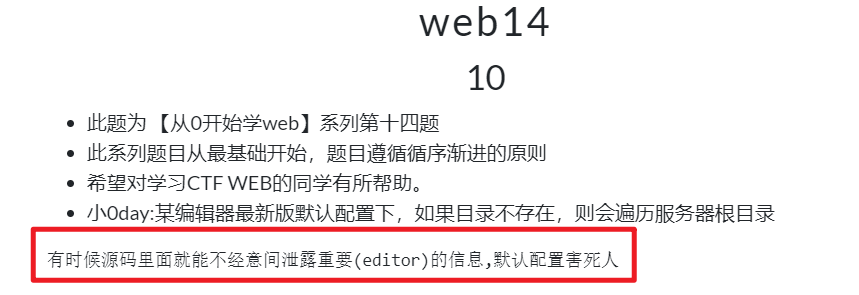 web14
10
此题为 【从0开始学web】系列第十四题
此系列题目从最基础开始，题目遵循循序渐进的原则
希望对学习CTF WEB的同学有所帮助。
小0day:某编辑器最新版默认配置下，如果目录不存在，则会遍历服务器根目录
有时候源码里面就能不经意间泄露重要(editor)的信息,默认配置害死人